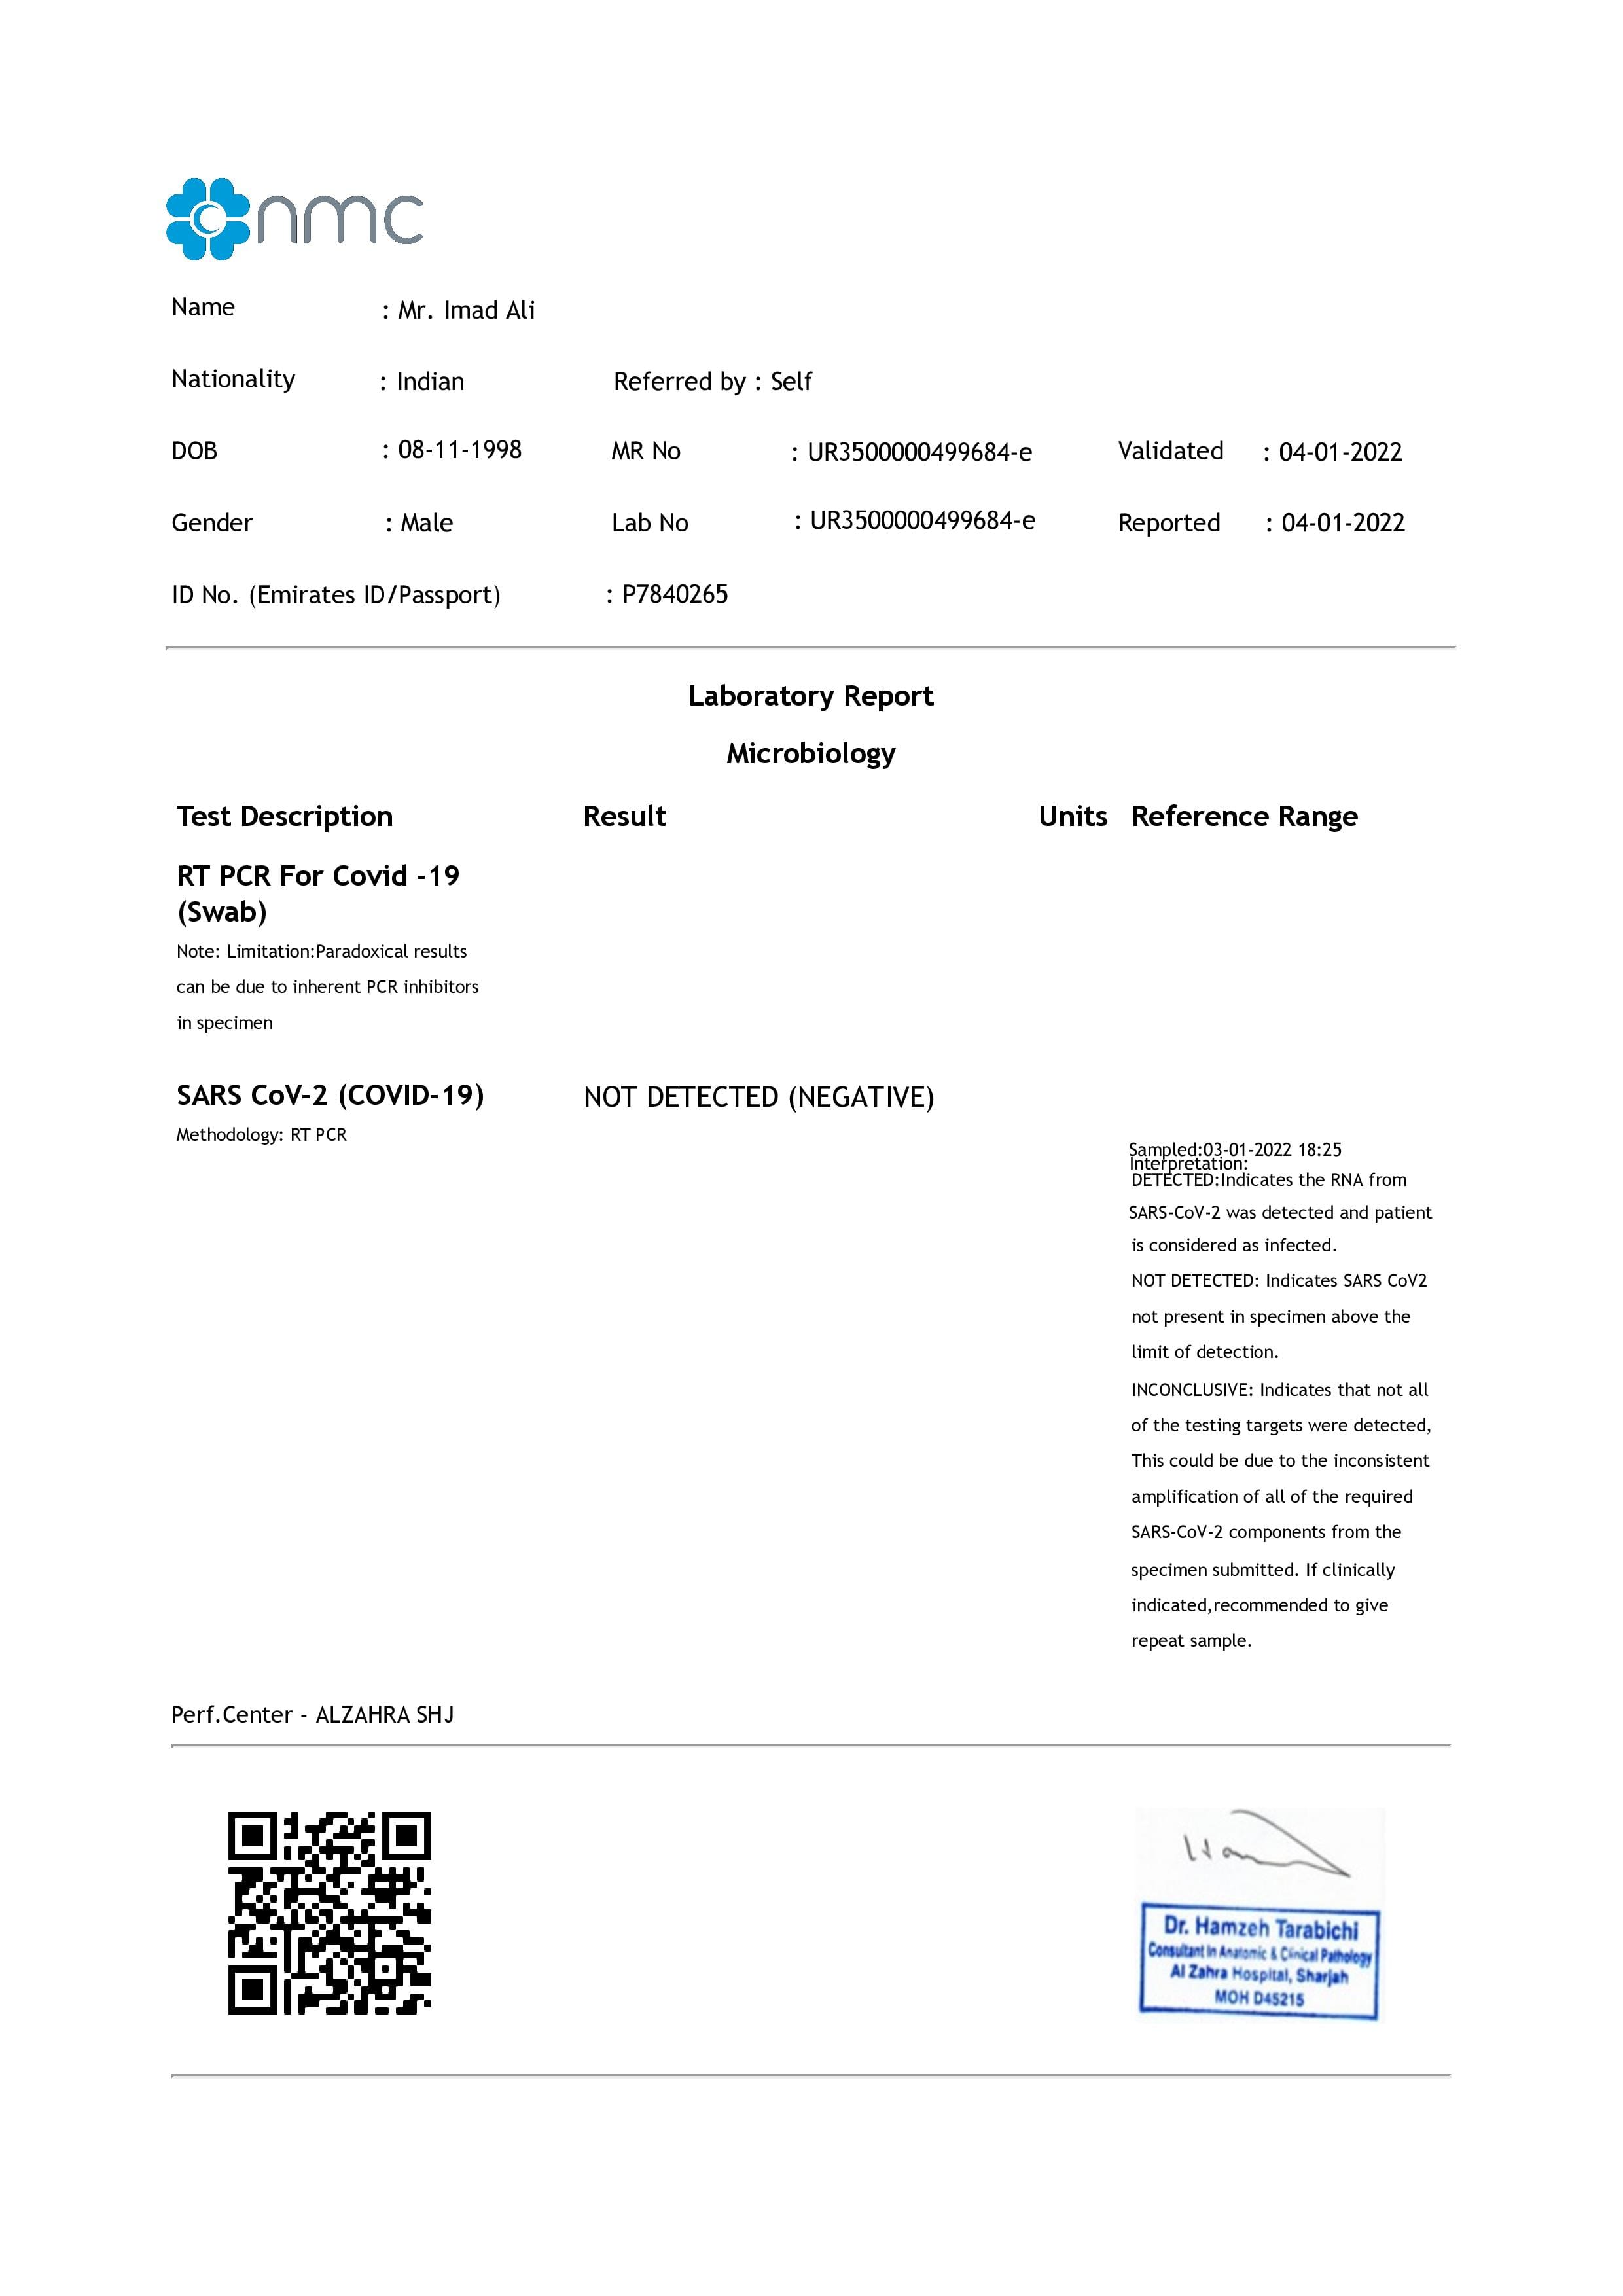 nmc
Name : Mr. Imad Ali
Nationality : Indian Referred by : Self
DOB : 08-11-1998 MR No : UR3500000499684-e Validated : 04-01-2022
Gender : Male Lab No : UR3500000499684-e Reported : 04-01-2022
ID No. (Emirates ID/Passport) : P7840265
Laboratory Report
Microbiology
Test Description Result Units Reference Range
RT PCR For Covid -19
(Swab)
Note: Limitation:Paradoxical results
can be due to inherent PCR inhibitors
in specimen
SARS CoV-2 (COVID-19) NOT DETECTED (NEGATIVE)
Methodology: RT PCR
Sampled:03-01-2022 18:25
Interpretation:
DETECTED:Indicates the RNA from
SARS-CoV-2 was detected and patient
is considered as infected.
NOT DETECTED: Indicates SARS CoV2
not present in specimen above the
limit of detection.
INCONCLUSIVE: Indicates that not all
of the testing targets were detected,
This could be due to the inconsistent
amplification of all of the required
SARS-CoV-2 components from the
specimen submitted. If clinically
indicated,recommended to give
repeat sample.
Perf.Center - ALZAHRA SHJ
Dr. Hamzeh Tarabichi
Consultant In Anatomic & Clinical Pathology
Al Zahra Hospital, Sharjah
MOH D45215